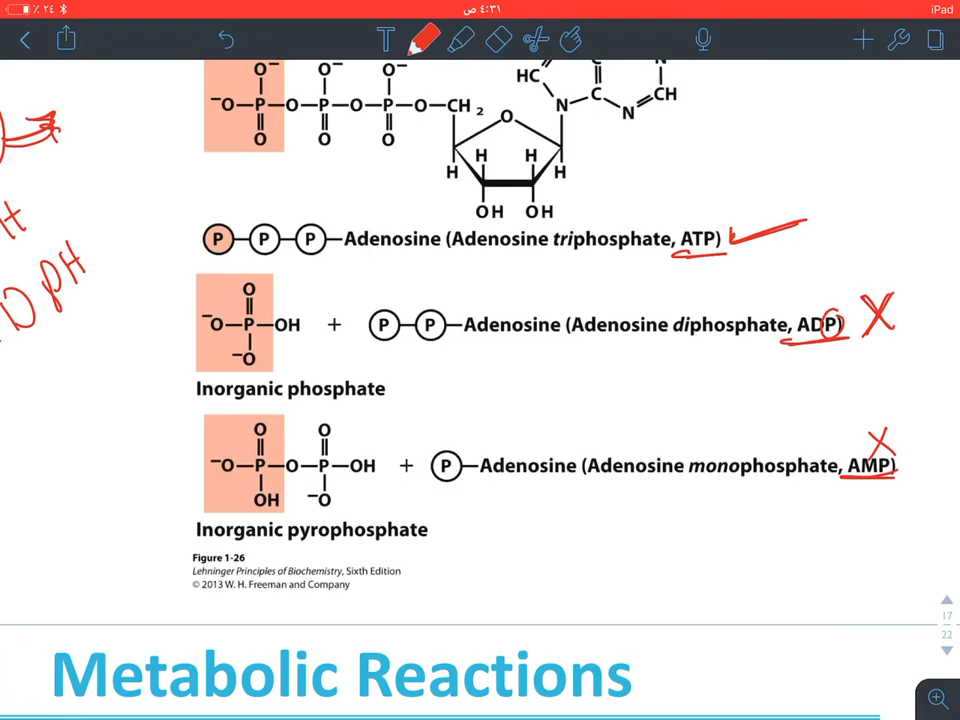 ٪ ٢٤
٤:٣١ ص
iPad
T
O⁻ O⁻ O⁻
⁻O—P—O—P—O—P—O—CH₂
O O O
HC C N
N C N CH
O
H H H H
OH OH
P—P—P—Adenosine (Adenosine triphosphate, ATP)
O
⁻O—P—OH + P—P—Adenosine (Adenosine diphosphate, ADP) X
⁻O
Inorganic phosphate
O O
⁻O—P—O—P—OH + P—Adenosine (Adenosine monophosphate, AMP) X
OH ⁻O
Inorganic pyrophosphate
Figure 1-26
Lehninger Principles of Biochemistry, Sixth Edition
© 2013 W. H. Freeman and Company
H
O PH
17
22
Metabolic Reactions